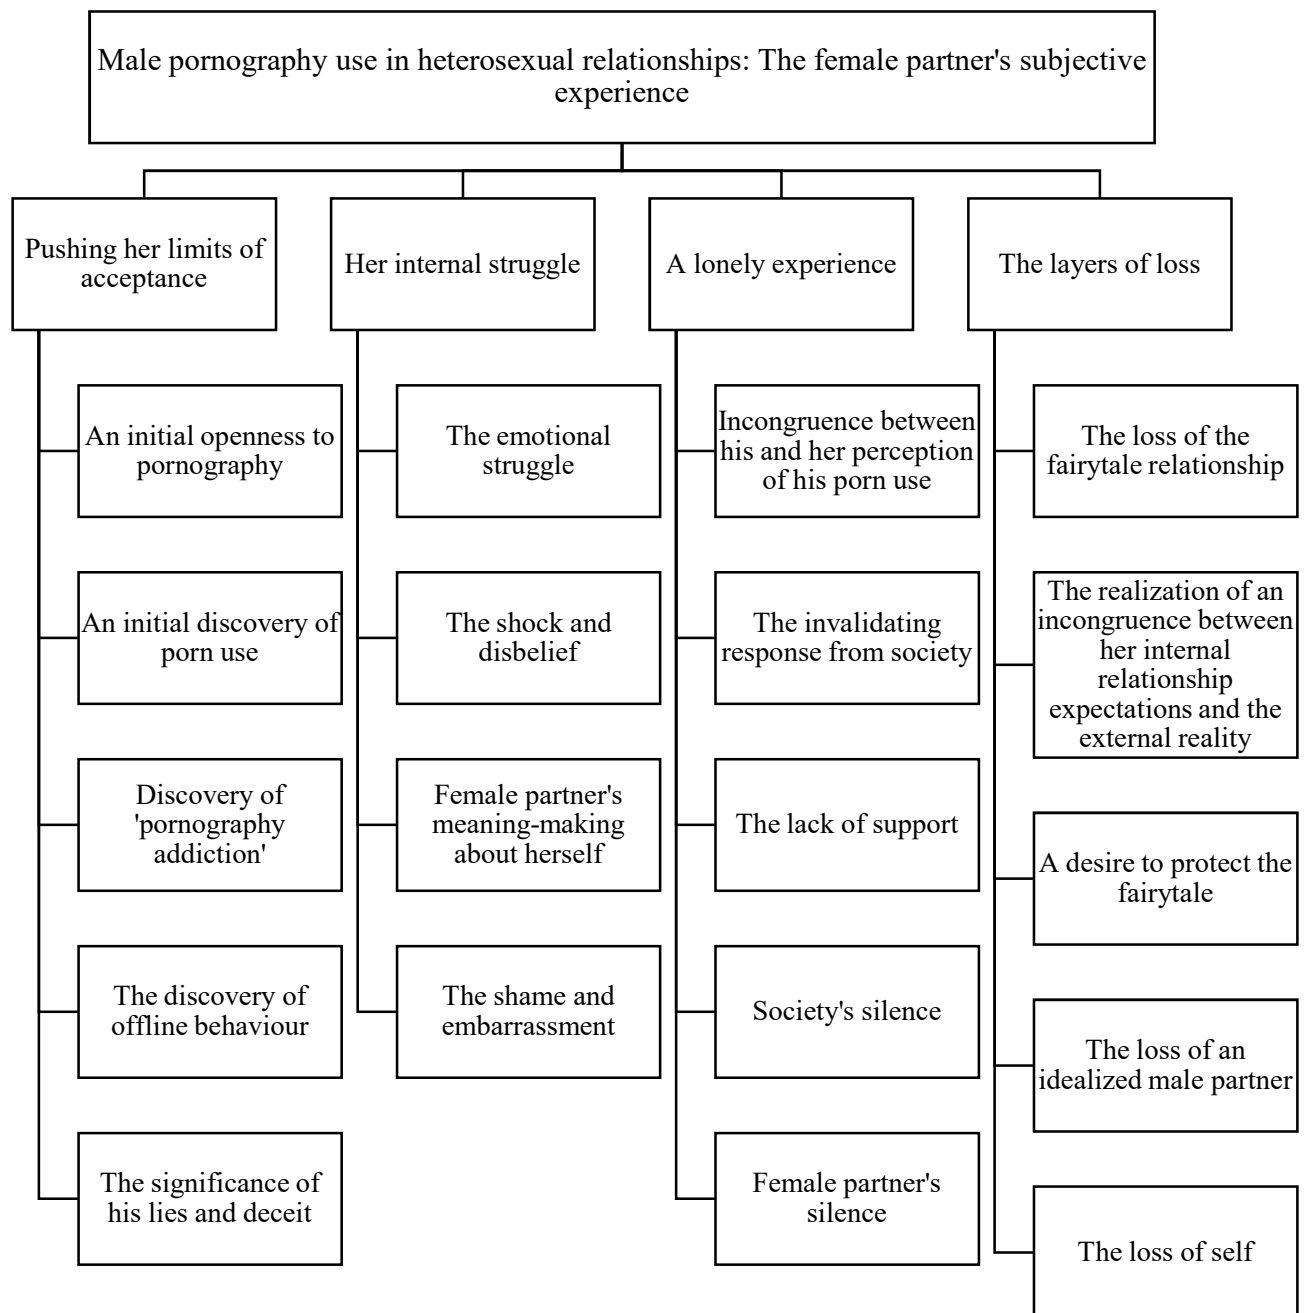 Male pornography use in heterosexual relationships: The female partner's subjective
experience
Pushing her limits of
acceptance
An initial openness to
pornography
An initial discovery of
porn use
Discovery of
'pornography
addiction'
The discovery of
offline behaviour
The significance of
his lies and deceit
Her internal struggle
The emotional
struggle
The shock and
disbelief
Female partner's
meaning-making
about herself
The shame and
embarrassment
A lonely experience
Incongruence between
his and her perception
of his porn use
The invalidating
response from society
The lack of support
Society's silence
Female partner's
silence
The layers of loss
The loss of the
fairytale relationship
The realization of an
incongruence between
her internal
relationship
expectations and the
external reality
A desire to protect the
fairytale
The loss of an
idealized male partner
The loss of self